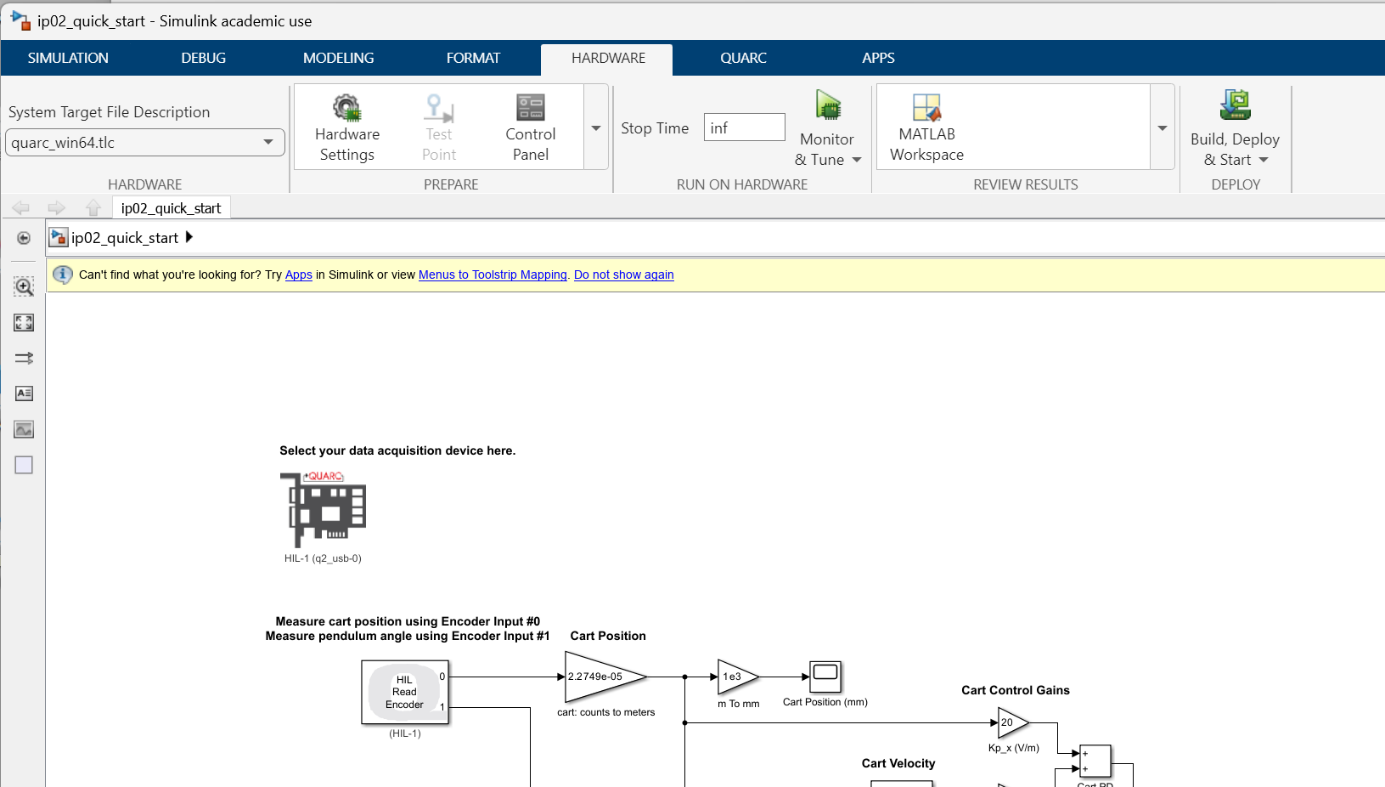 ip02_quick_start - Simulink academic use
SIMULATION DEBUG MODELING FORMAT HARDWARE QUARC APPS
System Target File Description
quarc_win64.tlc
Hardware Settings
Test Point
Control Panel
Stop Time inf
Monitor & Tune
MATLAB Workspace
Build, Deploy & Start
HARDWARE PREPARE RUN ON HARDWARE REVIEW RESULTS DEPLOY
ip02_quick_start
ip02_quick_start
Can't find what you're looking for? Try Apps in Simulink or view Menus to Toolstrip Mapping. Do not show again
Select your data acquisition device here.
QUARC
HIL-1 (q2_usb-0)
Measure cart position using Encoder Input #0
Measure pendulum angle using Encoder Input #1
Cart Position
HIL
Read
Encoder
0
1
(HIL-1)
2.2749e-05
cart: counts to meters
1e3
m To mm
Cart Position (mm)
Cart Control Gains
20
Kp_x (V/m)
+
+
Cart Velocity